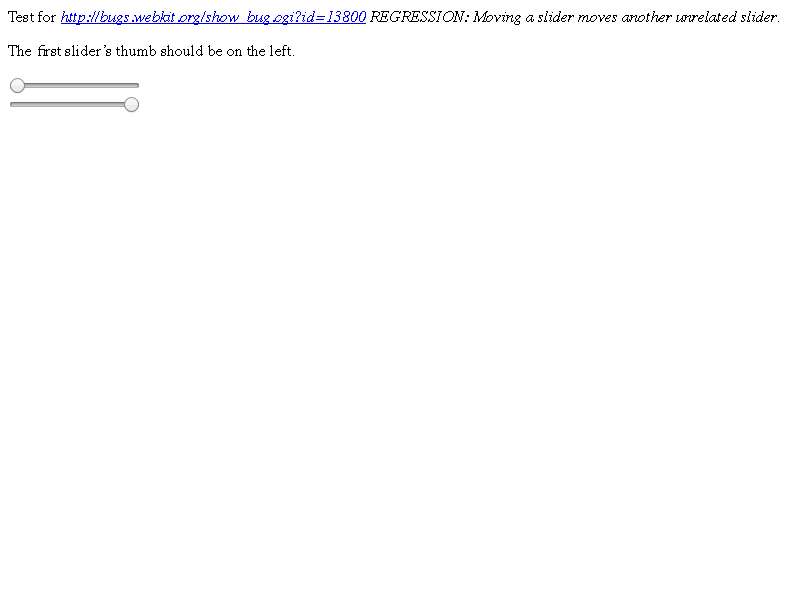 Test for http://bugs.webkit.org/show_bug.cgi?id=13800 REGRESSION: Moving a slider moves another unrelated slider.
The first slider’s thumb should be on the left.